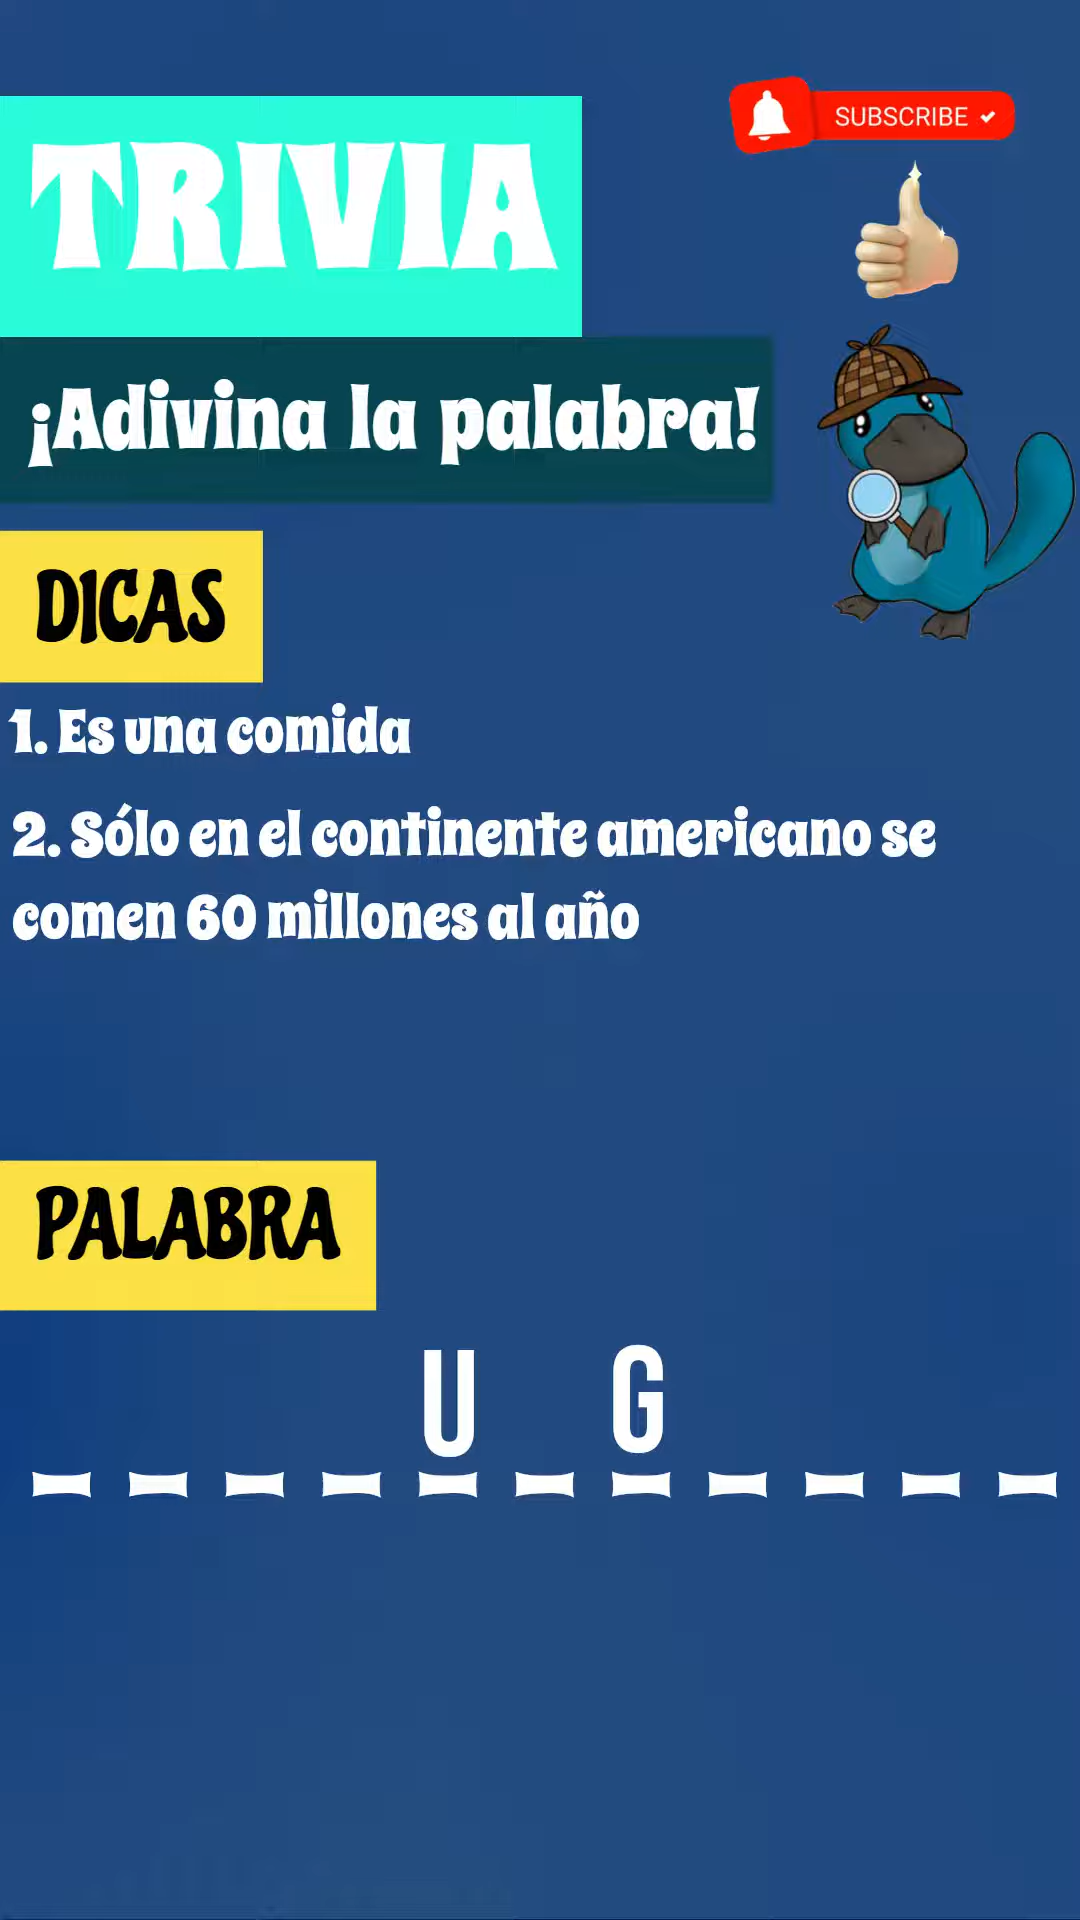 SUBSCRIBE
TRIVIA
¡Adivina la palabra!
DICAS
1. Es una comida
2. Sólo en el continente americano se
comen 60 millones al año
PALABRA
U G
_ _ _ _ _ _ _ _ _ _ _